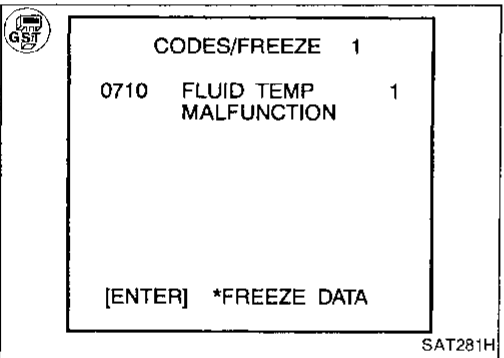 GST
CODES/FREEZE 1
0710 FLUID TEMP 1
MALFUNCTION
[ENTER] *FREEZE DATA
SAT281H